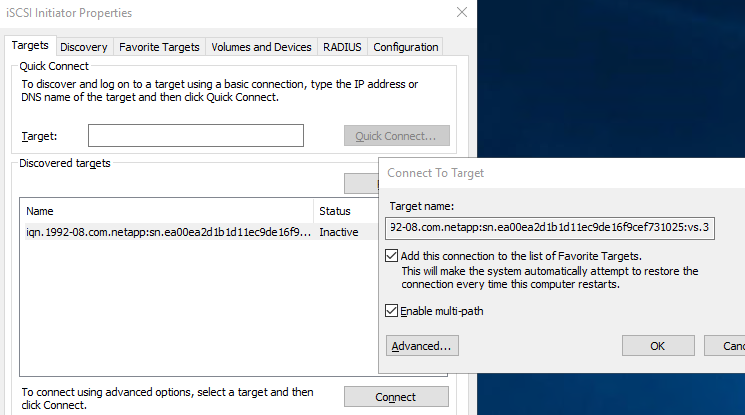 iSCSI Initiator Properties
Targets Discovery Favorite Targets Volumes and Devices RADIUS Configuration
Quick Connect
To discover and log on to a target using a basic connection, type the IP address or
DNS name of the target and then click Quick Connect.
Target: Quick Connect...
Discovered targets
Name Status
iqn.1992-08.com.netapp:sn.ea00ea2d1b1d11ec9de16f9... Inactive
To connect using advanced options, select a target and then
click Connect.
Connect
Connect To Target
Target name:
92-08.com.netapp:sn.ea00ea2d1b1d11ec9de16f9cef731025:vs.3
Add this connection to the list of Favorite Targets.
This will make the system automatically attempt to restore the
connection every time this computer restarts.
Enable multi-path
Advanced... OK